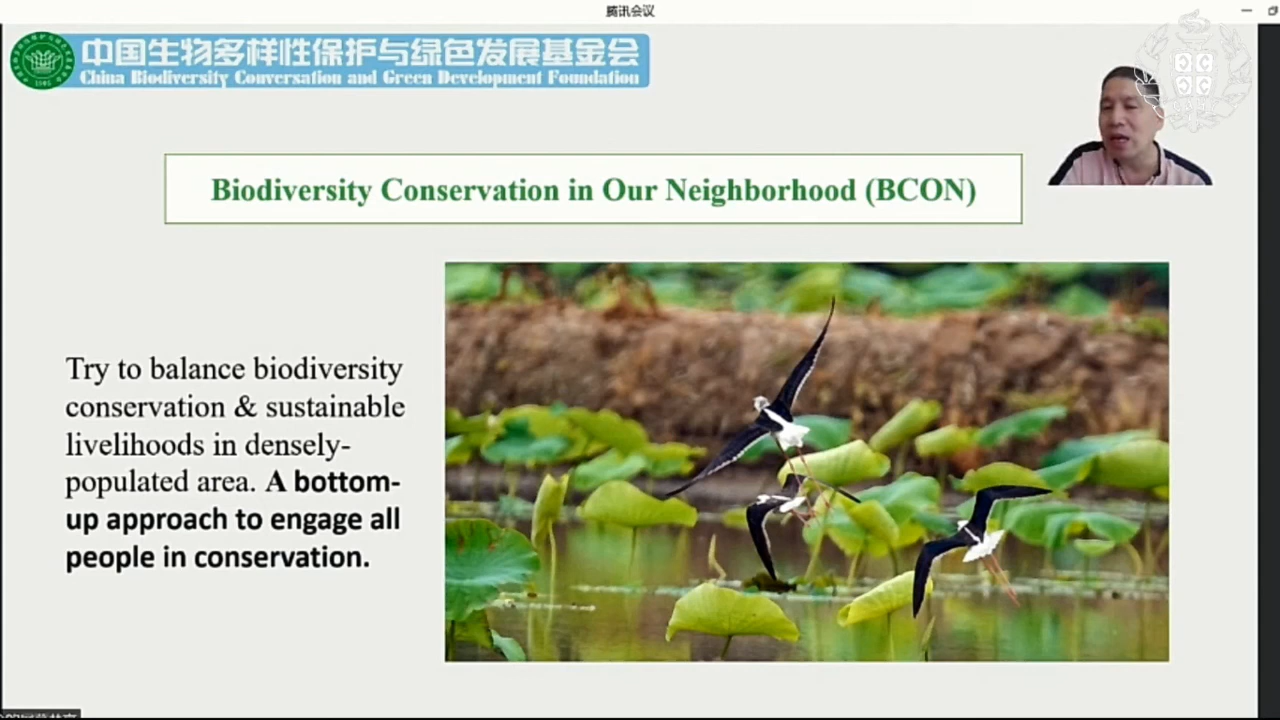 腾讯会议
中国生物多样性保护与绿色发展基金会
China Biodiversity Conversation and Green Development Foundation
Biodiversity Conservation in Our Neighborhood (BCON)
Try to balance biodiversity
conservation & sustainable
livelihoods in densely-
populated area. A bottom-
up approach to engage all
people in conservation.